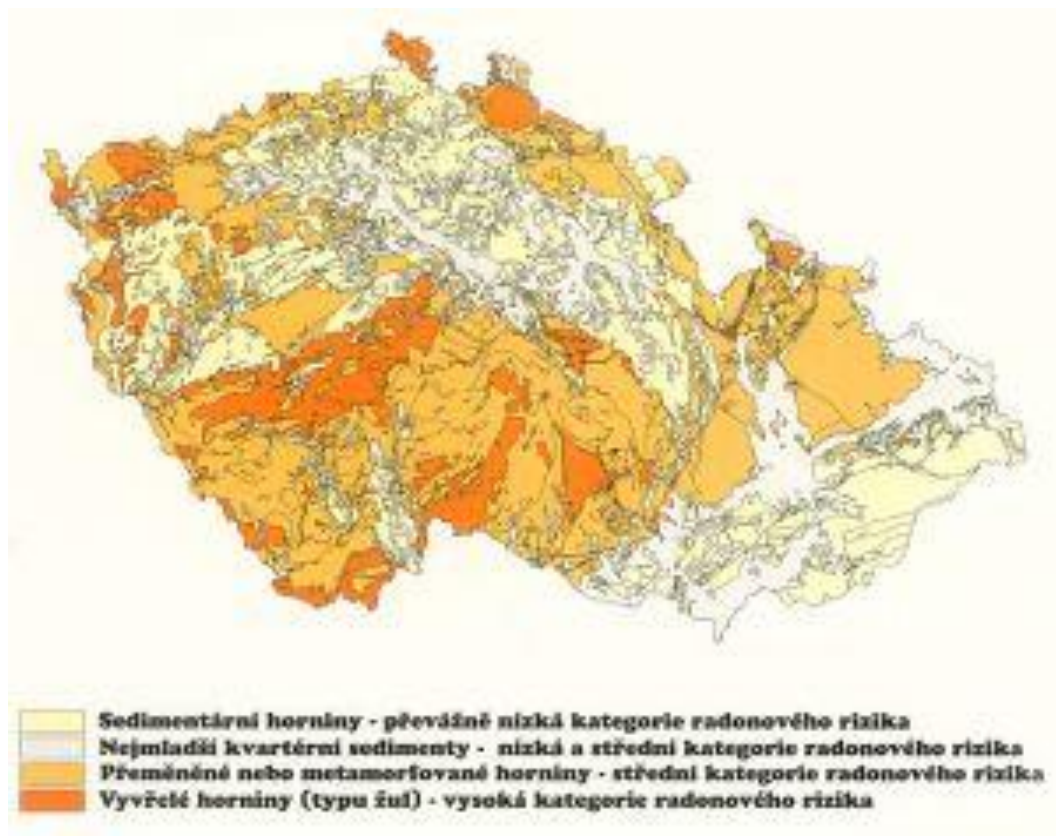 Sedimentární horniny - převážně nízká kategorie radonového rizika
Nejmladší kvartérní sedimenty - nízká a střední kategorie radonového rizika
Přeměněné nebo metamorfované horniny - střední kategorie radonového rizika
Vyvřelé horniny (typu žul) - vysoká kategorie radonového rizika